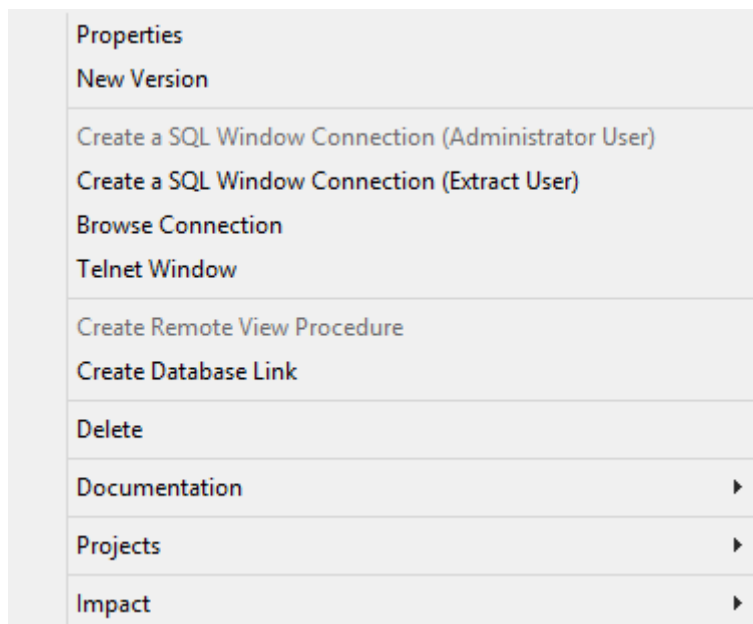 Properties
New Version
Create a SQL Window Connection (Administrator User)
Create a SQL Window Connection (Extract User)
Browse Connection
Telnet Window
Create Remote View Procedure
Create Database Link
Delete
Documentation
Projects
Impact